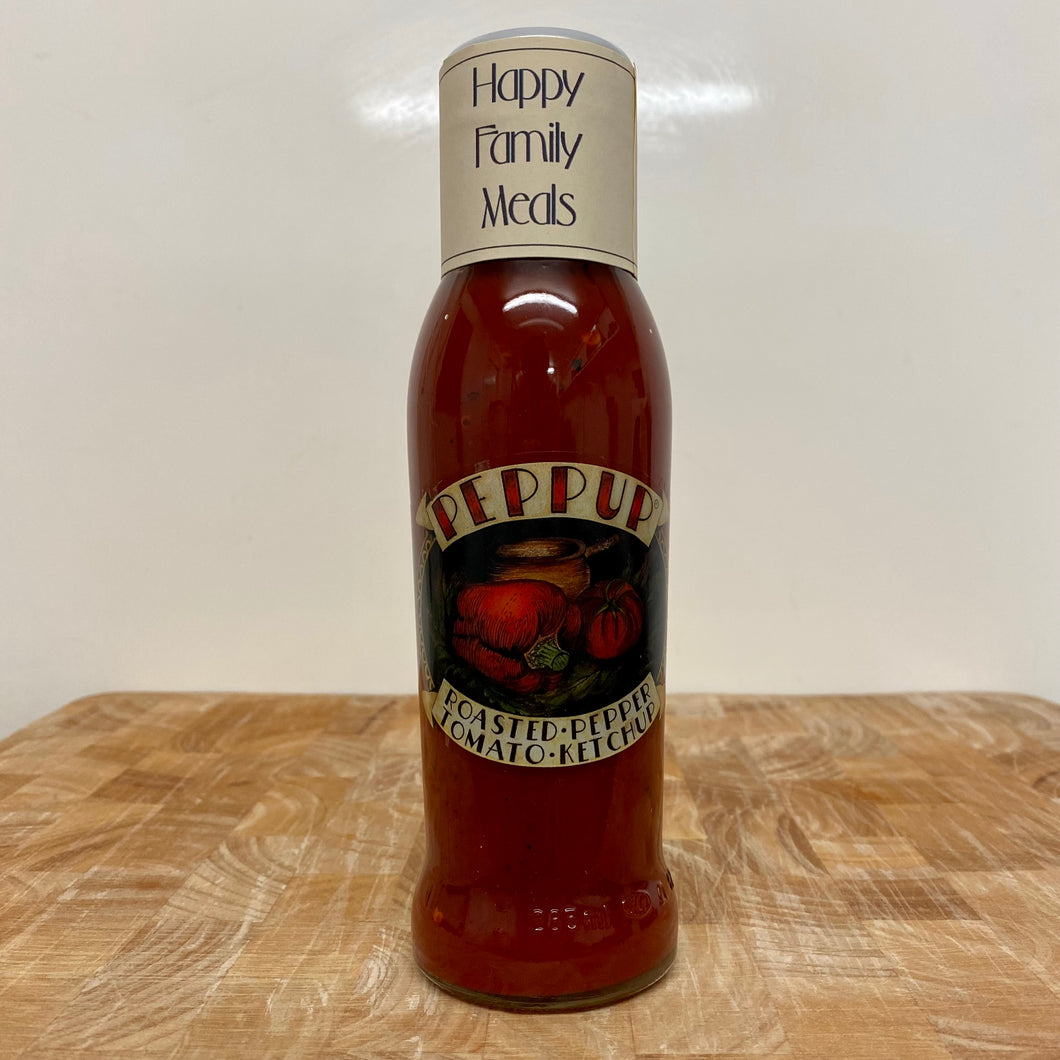 Happy
Family
Meals
PEPPUP®
ROASTED·PEPPER
TOMATO·KETCHUP